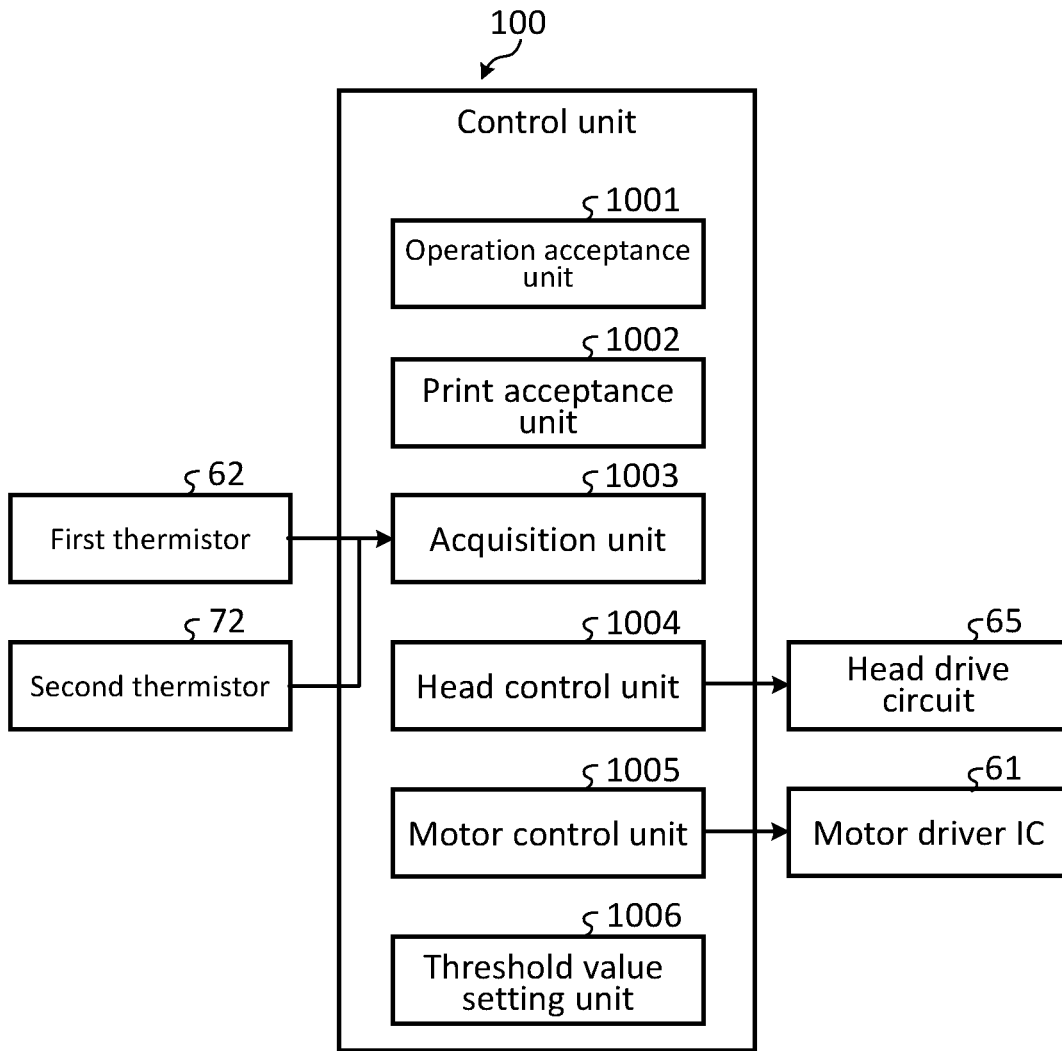 100
Control unit
1001
Operation acceptance
unit
1002
Print acceptance
unit
62
First thermistor
1003
Acquisition unit
72
Second thermistor
1004
Head control unit
65
Head drive
circuit
1005
Motor control unit
61
Motor driver IC
1006
Threshold value
setting unit